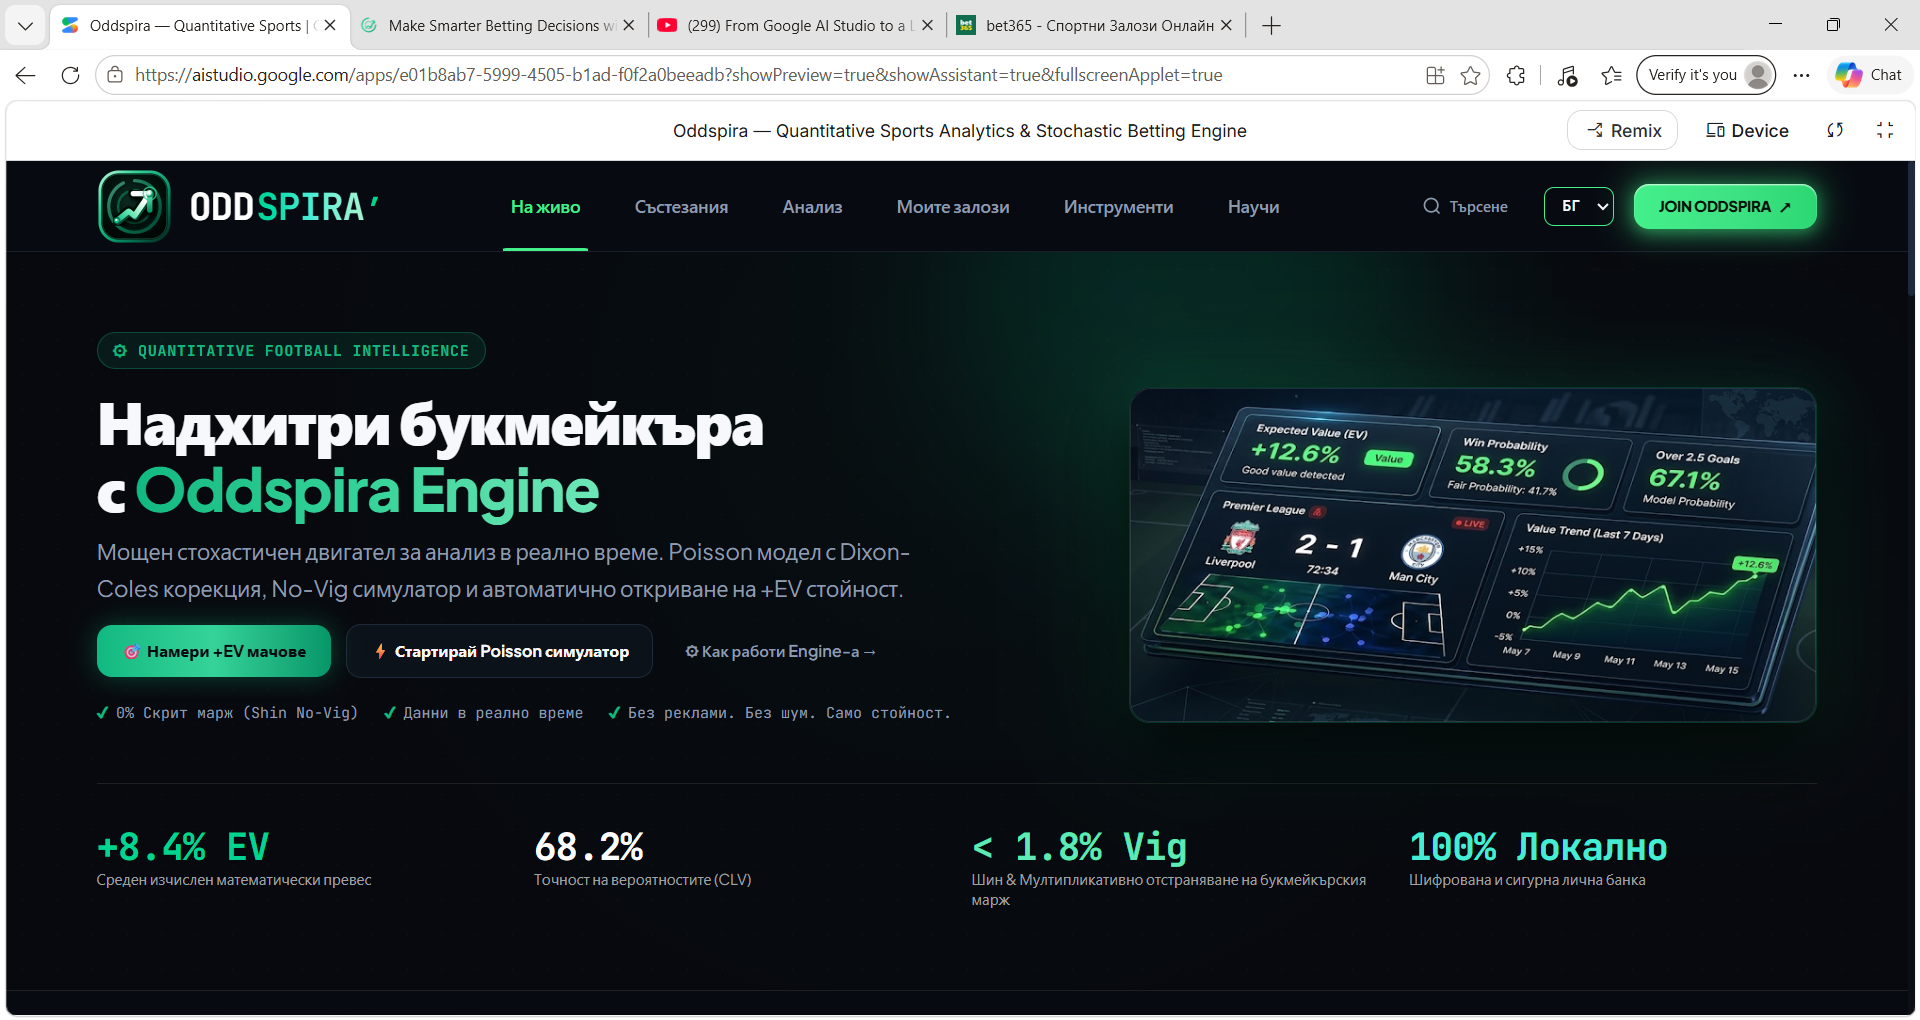 Oddspira — Quantitative Sports |
Make Smarter Betting Decisions wi
(299) From Google AI Studio to a L
bet365 - Спортни Залози Онлайн
https://aistudio.google.com/apps/e01b8ab7-5999-4505-b1ad-f0f2a0beeadb?showPreview=true&showAssistant=true&fullscreenApplet=true
Verify it's you
Chat
Oddspira — Quantitative Sports Analytics & Stochastic Betting Engine
Remix
Device
ODDSPIRA’
На живо
Състезания
Анализ
Моите залози
Инструменти
Научи
Търсене
БГ
JOIN ODDSPIRA ↗
QUANTITATIVE FOOTBALL INTELLIGENCE
Надхитри букмейкъра
с Oddspira Engine
Мощен стохастичен двигател за анализ в реално време. Poisson модел с Dixon-
Coles корекция, No-Vig симулатор и автоматично откриване на +EV стойност.
Намери +EV мачове
Стартирай Poisson симулатор
Как работи Engine-а →
✓ 0% Скрит марж (Shin No-Vig)
✓ Данни в реално време
✓ Без реклами. Без шум. Само стойност.
Expected Value (EV)
+12.6%
Value
Good value detected
Win Probability
58.3%
Fair Probability: 41.7%
Over 2.5 Goals
67.1%
Model Probability
Premier League
LIVE
Liverpool
2 - 1
72:34
Man City
Value Trend (Last 7 Days)
+15%
+10%
+5%
0%
-5%
+12.6%
May 7
May 9
May 11
May 13
May 15
+8.4% EV
Среден изчислен математически превес
68.2%
Точност на вероятностите (CLV)
< 1.8% Vig
Шин & Мултипликативно отстраняване на букмейкърския
марж
100% Локално
Шифрована и сигурна лична банка